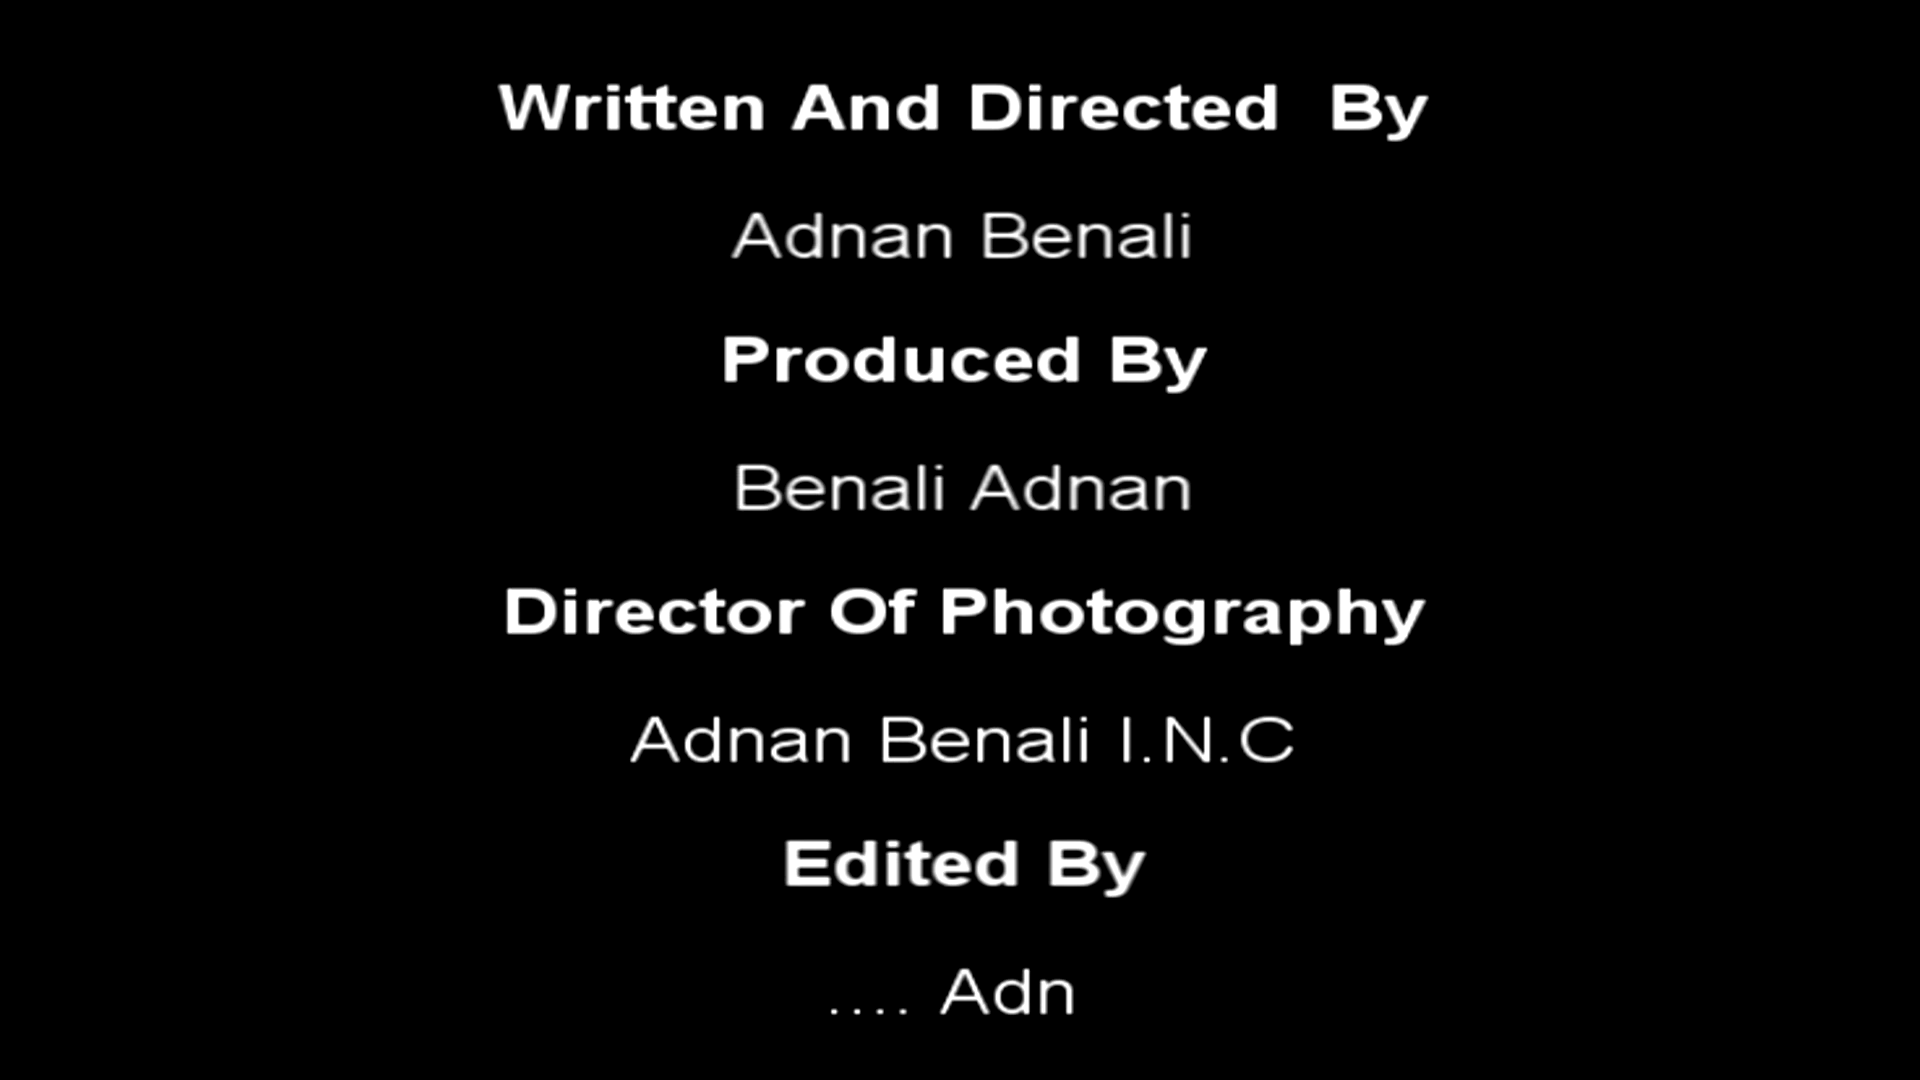 Written And Directed  By
Adnan Benali
Produced By
Benali Adnan
Director Of Photography
Adnan Benali I.N.C
Edited By
.... Adn